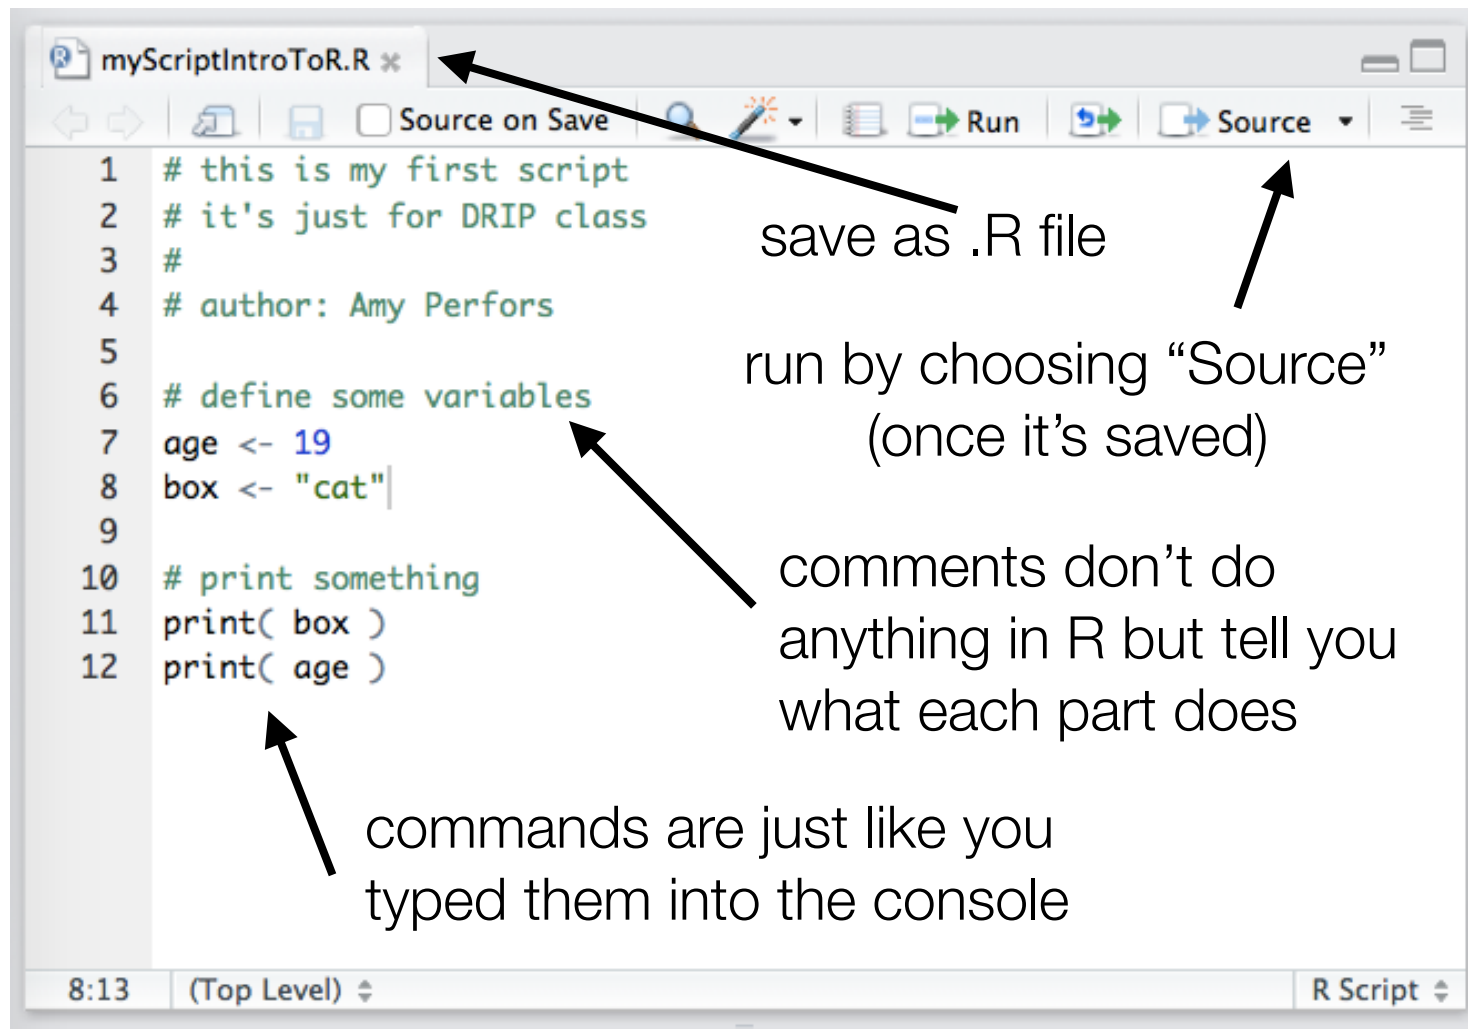 myScriptIntroToR.R
Source on Save
Run
Source
1 # this is my first script
2 # it's just for DRIP class
3 #
4 # author: Amy Perfors
5
6 # define some variables
7 age <- 19
8 box <- "cat"
9
10 # print something
11 print( box )
12 print( age )
save as .R file
run by choosing “Source”
(once it’s saved)
comments don’t do
anything in R but tell you
what each part does
commands are just like you
typed them into the console
8:13
(Top Level)
R Script